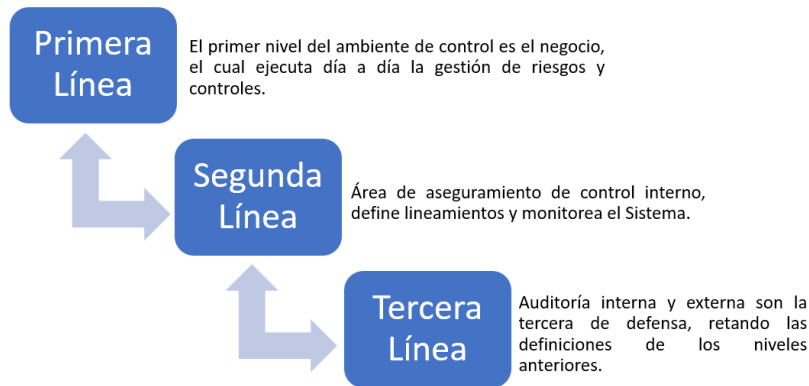 Primera
Línea
El primer nivel del ambiente de control es el negocio,
el cual ejecuta día a día la gestión de riesgos y
controles.
Segunda
Línea
Área de aseguramiento de control interno,
define lineamientos y monitorea el Sistema.
Tercera
Línea
Auditoría interna y externa son la
tercera de defensa, retando las
definiciones de los niveles
anteriores.